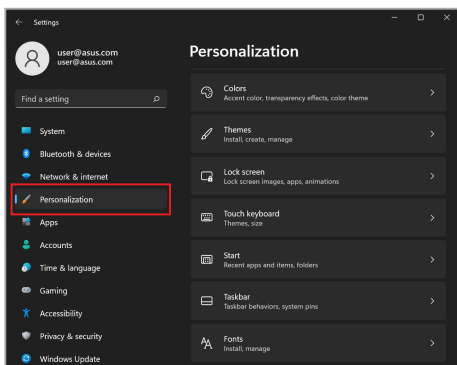 Settings
user@asus.com
user@asus.com
Find a setting
System
Bluetooth & devices
Network & internet
Personalization
Apps
Accounts
Time & language
Gaming
Accessibility
Privacy & security
Windows Update
Personalization
Colors
Accent color, transparency effects, color theme
Themes
Install, create, manage
Lock screen
Lock screen images, apps, animations
Touch keyboard
Themes, size
Start
Recent apps and items, folders
Taskbar
Taskbar behaviors, system pins
Fonts
Install, manage